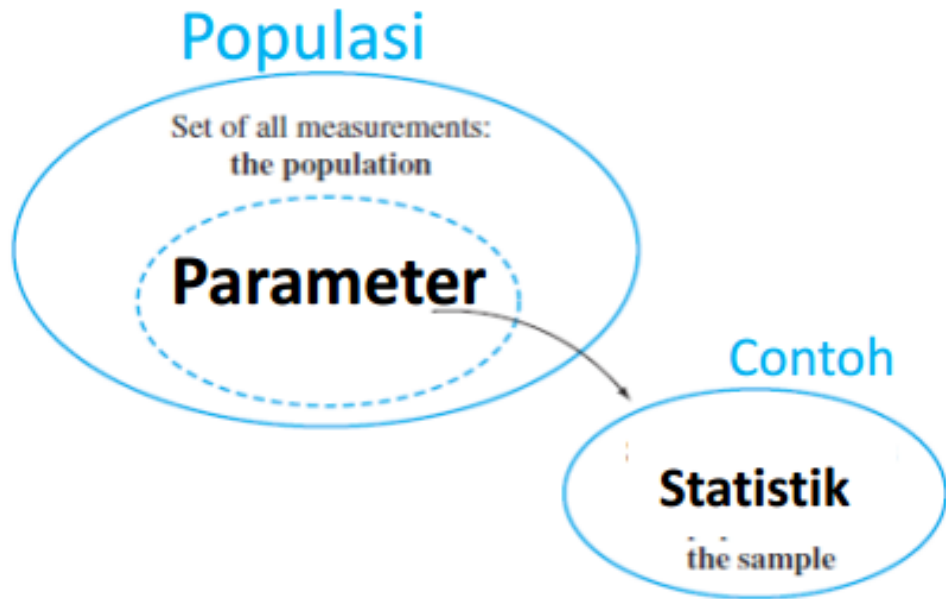 Populasi
Set of all measurements:
the population
Parameter
Contoh
Statistik
the sample